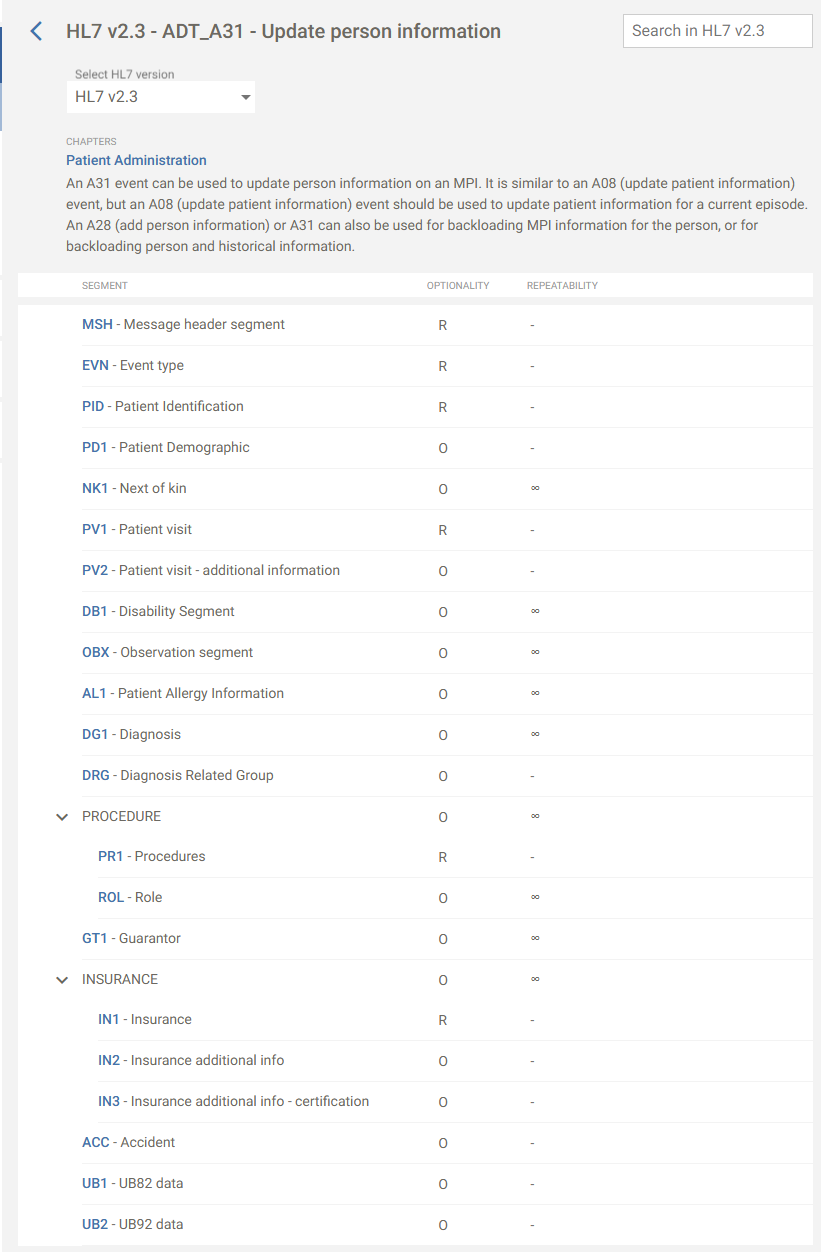 HL7 v2.3 - ADT_A31 - Update person information
Search in HL7 v2.3
Select HL7 version
HL7 v2.3
CHAPTERS
Patient Administration
An A31 event can be used to update person information on an MPI. It is similar to an A08 (update patient information)
event, but an A08 (update patient information) event should be used to update patient information for a current episode.
An A28 (add person information) or A31 can also be used for backloading MPI information for the person, or for
backloading person and historical information.
SEGMENT OPTIONALITY REPEATABILITY
MSH - Message header segment R -
EVN - Event type R -
PID - Patient Identification R -
PD1 - Patient Demographic O -
NK1 - Next of kin O ∞
PV1 - Patient visit R -
PV2 - Patient visit - additional information O -
DB1 - Disability Segment O ∞
OBX - Observation segment O ∞
AL1 - Patient Allergy Information O ∞
DG1 - Diagnosis O ∞
DRG - Diagnosis Related Group O -
PROCEDURE O ∞
PR1 - Procedures R -
ROL - Role O ∞
GT1 - Guarantor O ∞
INSURANCE O ∞
IN1 - Insurance R -
IN2 - Insurance additional info O -
IN3 - Insurance additional info - certification O -
ACC - Accident O -
UB1 - UB82 data O -
UB2 - UB92 data O -